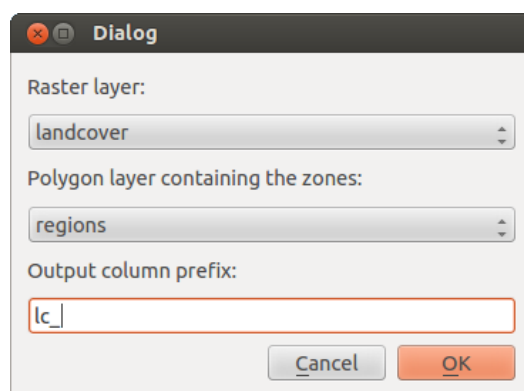 Dialog
Raster layer:
landcover
Polygon layer containing the zones:
regions
Output column prefix:
lc_
Cancel
OK